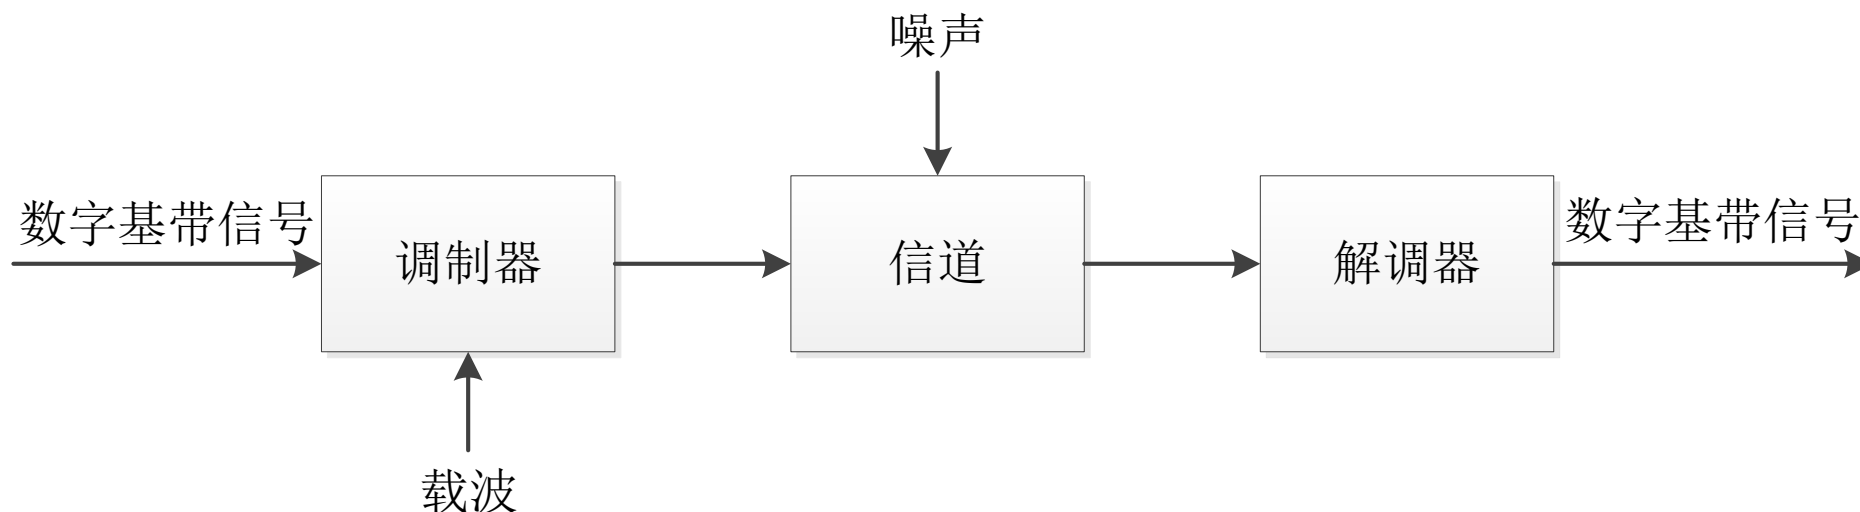 噪声
数字基带信号
调制器
信道
解调器
数字基带信号
载波